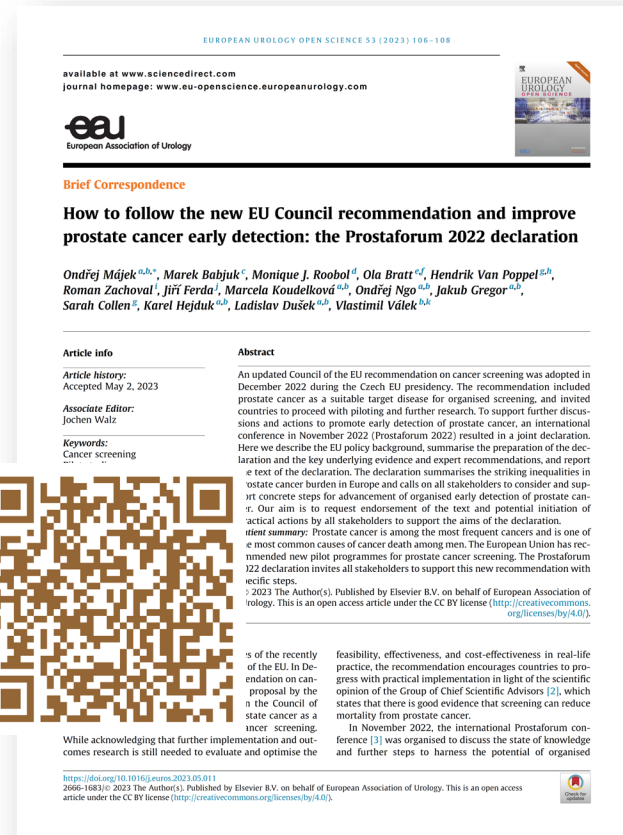 EUROPEAN UROLOGY OPEN SCIENCE 53 (2023) 106–108
available at www.sciencedirect.com
journal homepage: www.eu-openscience.europeanurology.com
EUROPEAN
UROLOGY
OPEN SCIENCE
eau
European Association of Urology
Brief Correspondence
How to follow the new EU Council recommendation and improve
prostate cancer early detection: the Prostaforum 2022 declaration
Ondřej Májek a,b,*, Marek Babjuk c, Monique J. Roobol d, Ola Bratt e,f, Hendrik Van Poppel g,h,
Roman Zachoval i, Jiří Ferda j, Marcela Koudelková a,b, Ondřej Ngo a,b, Jakub Gregor a,b,
Sarah Collen g, Karel Hejduk a,b, Ladislav Dušek a,b, Vlastimil Válek b,k
Article info
Article history:
Accepted May 2, 2023
Associate Editor:
Jochen Walz
Keywords:
Cancer screening
Abstract
An updated Council of the EU recommendation on cancer screening was adopted in
December 2022 during the Czech EU presidency. The recommendation included
prostate cancer as a suitable target disease for organised screening, and invited
countries to proceed with piloting and further research. To support further discus-
sions and actions to promote early detection of prostate cancer, an international
conference in November 2022 (Prostaforum 2022) resulted in a joint declaration.
Here we describe the EU policy background, summarise the preparation of the dec-
laration and the key underlying evidence and expert recommendations, and report
text of the declaration. The declaration summarises the striking inequalities in
rostate cancer burden in Europe and calls on all stakeholders to consider and sup-
rt concrete steps for advancement of organised early detection of prostate can-
r. Our aim is to request endorsement of the text and potential initiation of
actical actions by all stakeholders to support the aims of the declaration.
tient summary: Prostate cancer is among the most frequent cancers and is one of
e most common causes of cancer death among men. The European Union has rec-
mmended new pilot programmes for prostate cancer screening. The Prostaforum
22 declaration invites all stakeholders to support this new recommendation with
ecific steps.
© 2023 The Author(s). Published by Elsevier B.V. on behalf of European Association of
rology. This is an open access article under the CC BY license (http://creativecommons.
org/licenses/by/4.0/).
s of the recently
of the EU. In De-
endation on can-
proposal by the
n the Council of
state cancer as a
ancer screening.
While acknowledging that further implementation and out-
comes research is still needed to evaluate and optimise the
feasibility, effectiveness, and cost-effectiveness in real-life
practice, the recommendation encourages countries to pro-
gress with practical implementation in light of the scientific
opinion of the Group of Chief Scientific Advisors [2], which
states that there is good evidence that screening can reduce
mortality from prostate cancer.
In November 2022, the international Prostaforum con-
ference [3] was organised to discuss the state of knowledge
and further steps to harness the potential of organised
https://doi.org/10.1016/j.euros.2023.05.011
2666-1683/© 2023 The Author(s). Published by Elsevier B.V. on behalf of European Association of Urology. This is an open access
article under the CC BY license (http://creativecommons.org/licenses/by/4.0/).
Check for
updates